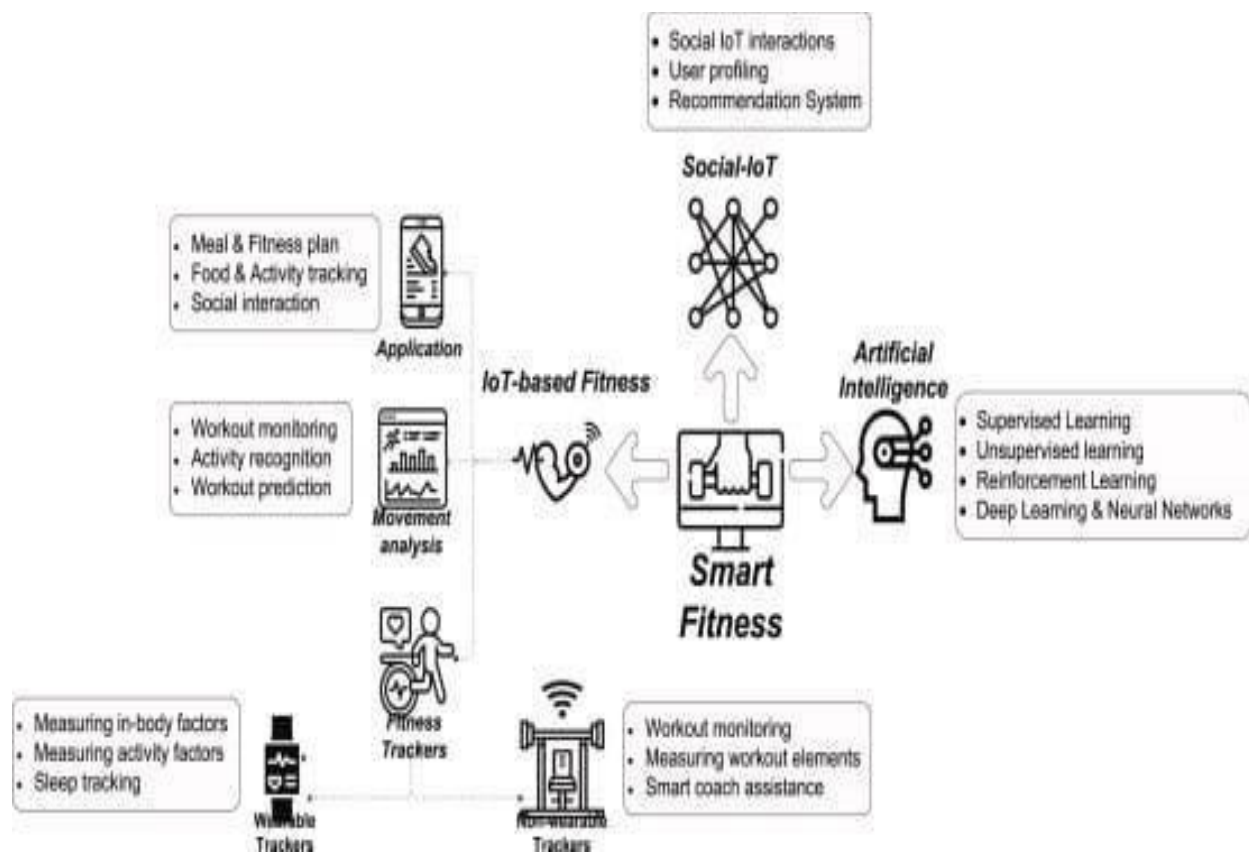 Social IoT interactions
User profiling
Recommendation System
Social-IoT
Meal & Fitness plan
Food & Activity tracking
Social interaction
Application
IoT-based Fitness
Artificial
Intelligence
Workout monitoring
Activity recognition
Workout prediction
Movement
analysis
Supervised Learning
Unsupervised learning
Reinforcement Learning
Deep Learning & Neural Networks
Smart
Fitness
Fitness
Trackers
Measuring in-body factors
Measuring activity factors
Sleep tracking
Wearable
Trackers
Workout monitoring
Measuring workout elements
Smart coach assistance
Non-wearable
Trackers